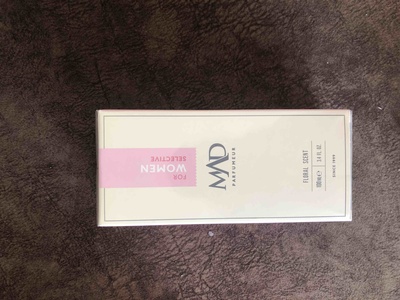 FOR
WOMEN
SELECTIVE
MAD
PARFUMEUR
FLORAL SCENT
100ML 3.4 FL.OZ
SINCE 1999